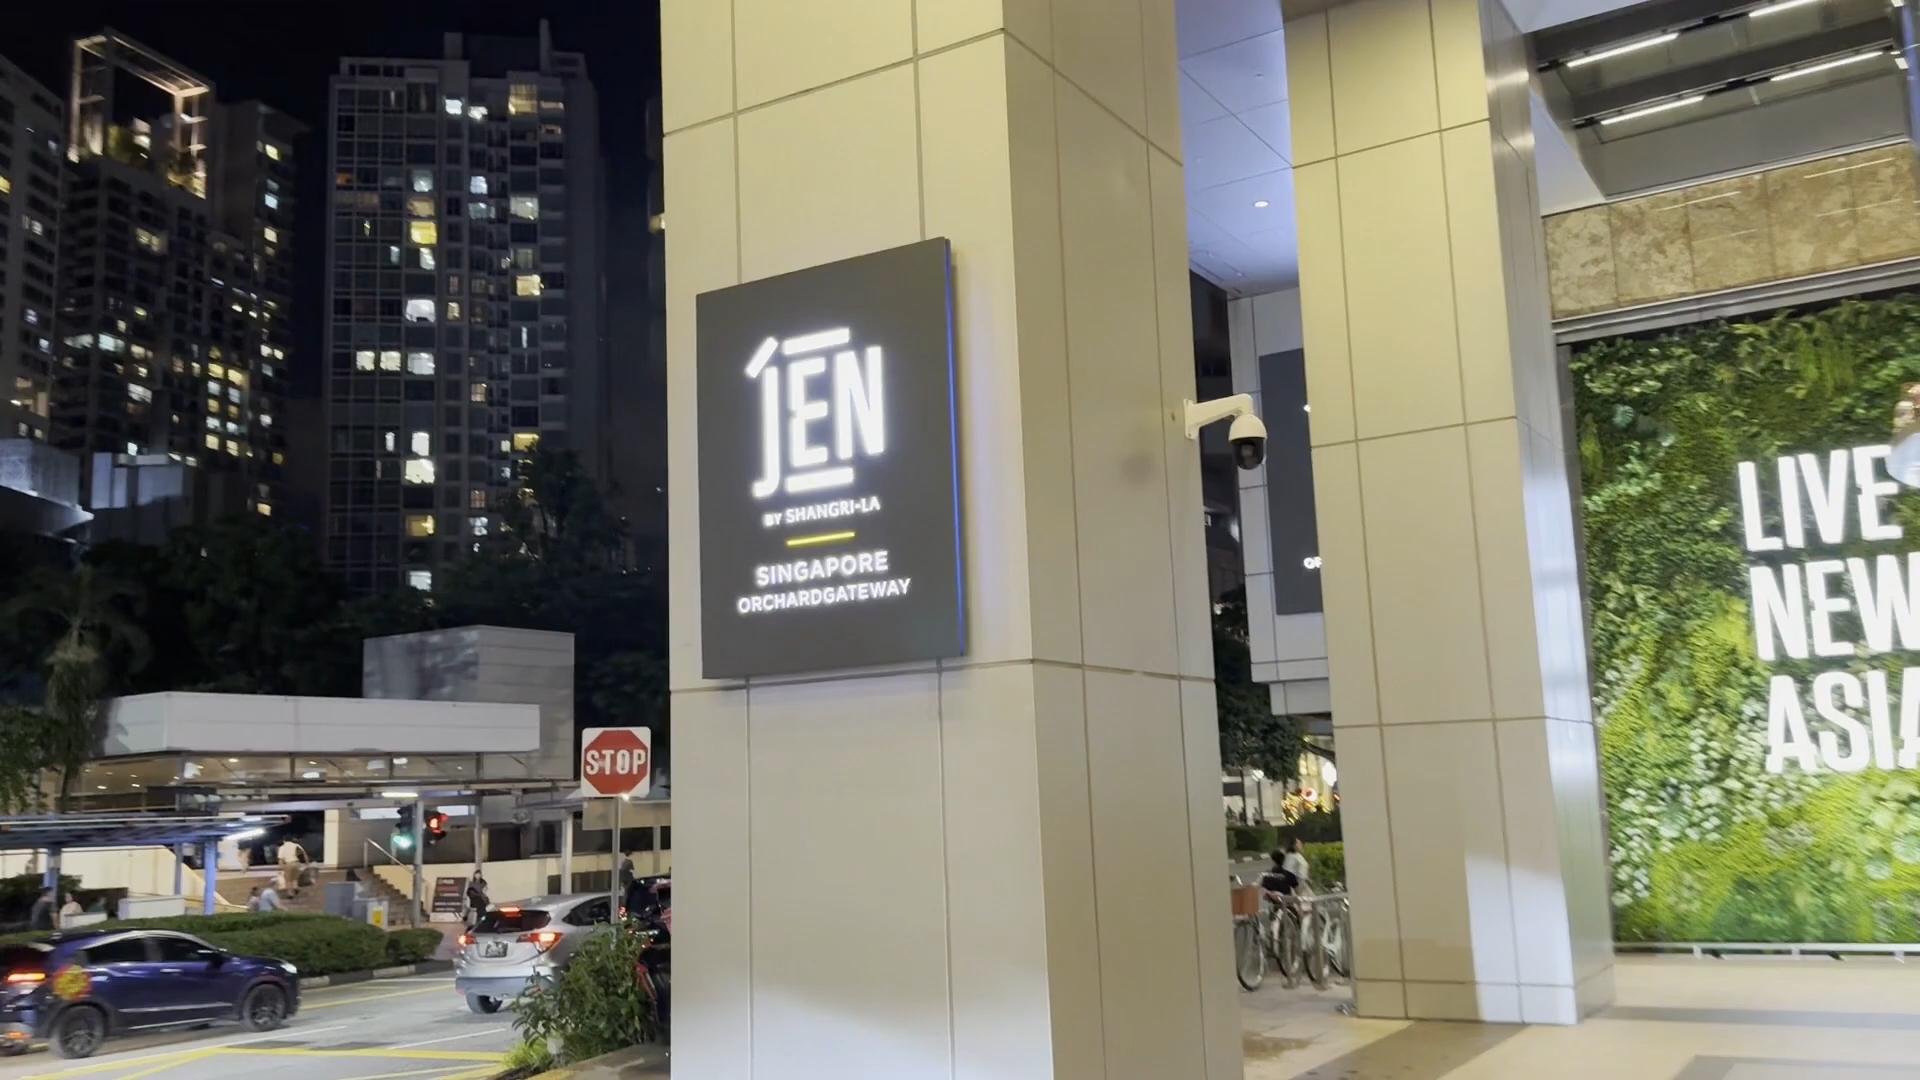 JEN
BY SHANGRI-LA
SINGAPORE
ORCHARDGATEWAY
STOP
LIVE
NEW
ASIA